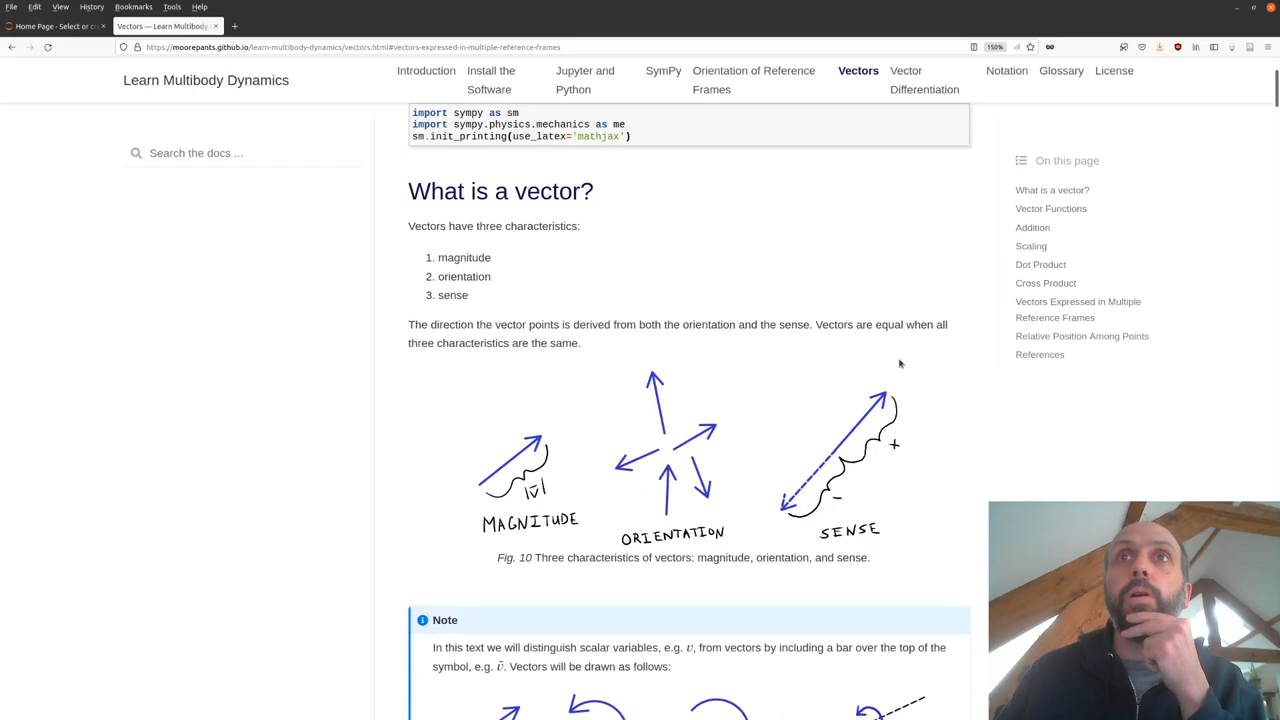 File Edit View History Bookmarks Tools Help
Home Page - Select or cr
Vectors — Learn Multibody
https://moorepants.github.io/learn-multibody-dynamics/vectors.html#vectors-expressed-in-multiple-reference-frames
150%
Learn Multibody Dynamics
Introduction
Install the
Software
Jupyter and
Python
SymPy
Orientation of Reference
Frames
Vectors
Vector
Differentiation
Notation
Glossary
License
Search the docs ...
import sympy as sm
import sympy.physics.mechanics as me
sm.init_printing(use_latex='mathjax')
What is a vector?
Vectors have three characteristics:
1. magnitude
2. orientation
3. sense
The direction the vector points is derived from both the orientation and the sense. Vectors are equal when all
three characteristics are the same.
|v̄|
MAGNITUDE
ORIENTATION
+
-
SENSE
Fig. 10 Three characteristics of vectors: magnitude, orientation, and sense.
Note
In this text we will distinguish scalar variables, e.g. v, from vectors by including a bar over the top of the
symbol, e.g. v̄. Vectors will be drawn as follows:
On this page
What is a vector?
Vector Functions
Addition
Scaling
Dot Product
Cross Product
Vectors Expressed in Multiple
Reference Frames
Relative Position Among Points
References